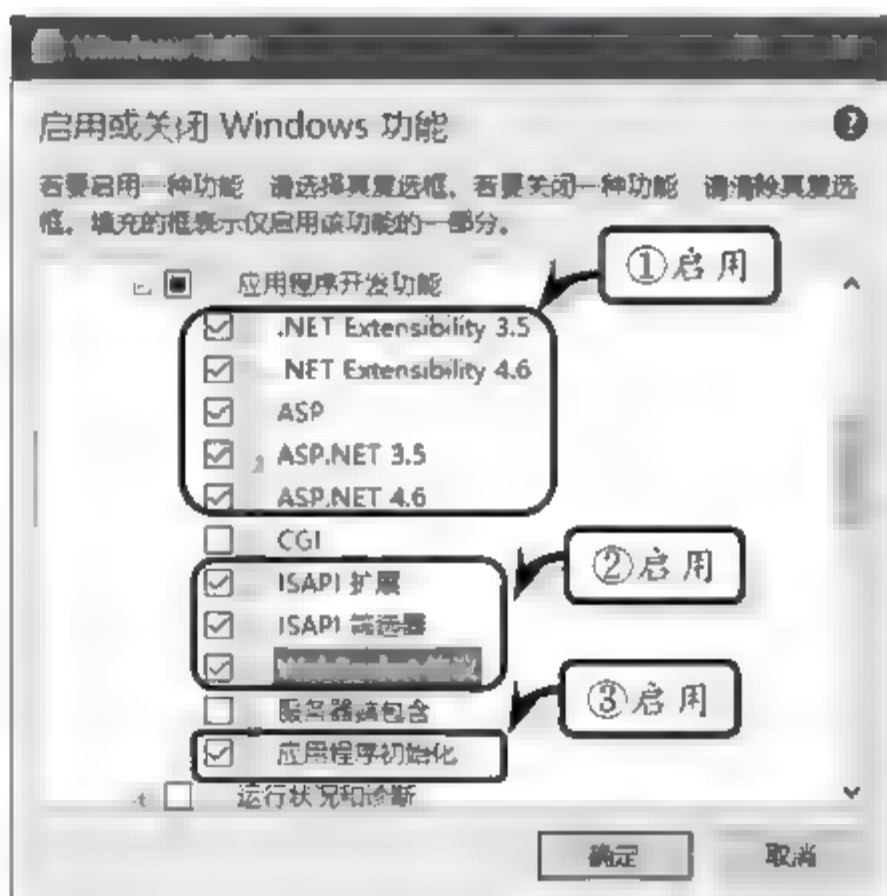 启用或关闭 Windows 功能
若要启用一种功能 请选择其复选框。若要关闭一种功能 请清除其复选
框。填充的框表示仅启用该功能的一部分。
①启用
应用程序开发功能
.NET Extensibility 3.5
.NET Extensibility 4.6
ASP
ASP.NET 3.5
ASP.NET 4.6
CGI
②启用
ISAPI 扩展
ISAPI 筛选器
服务器端包含
③启用
应用程序初始化
运行状况和诊断
确定 取消